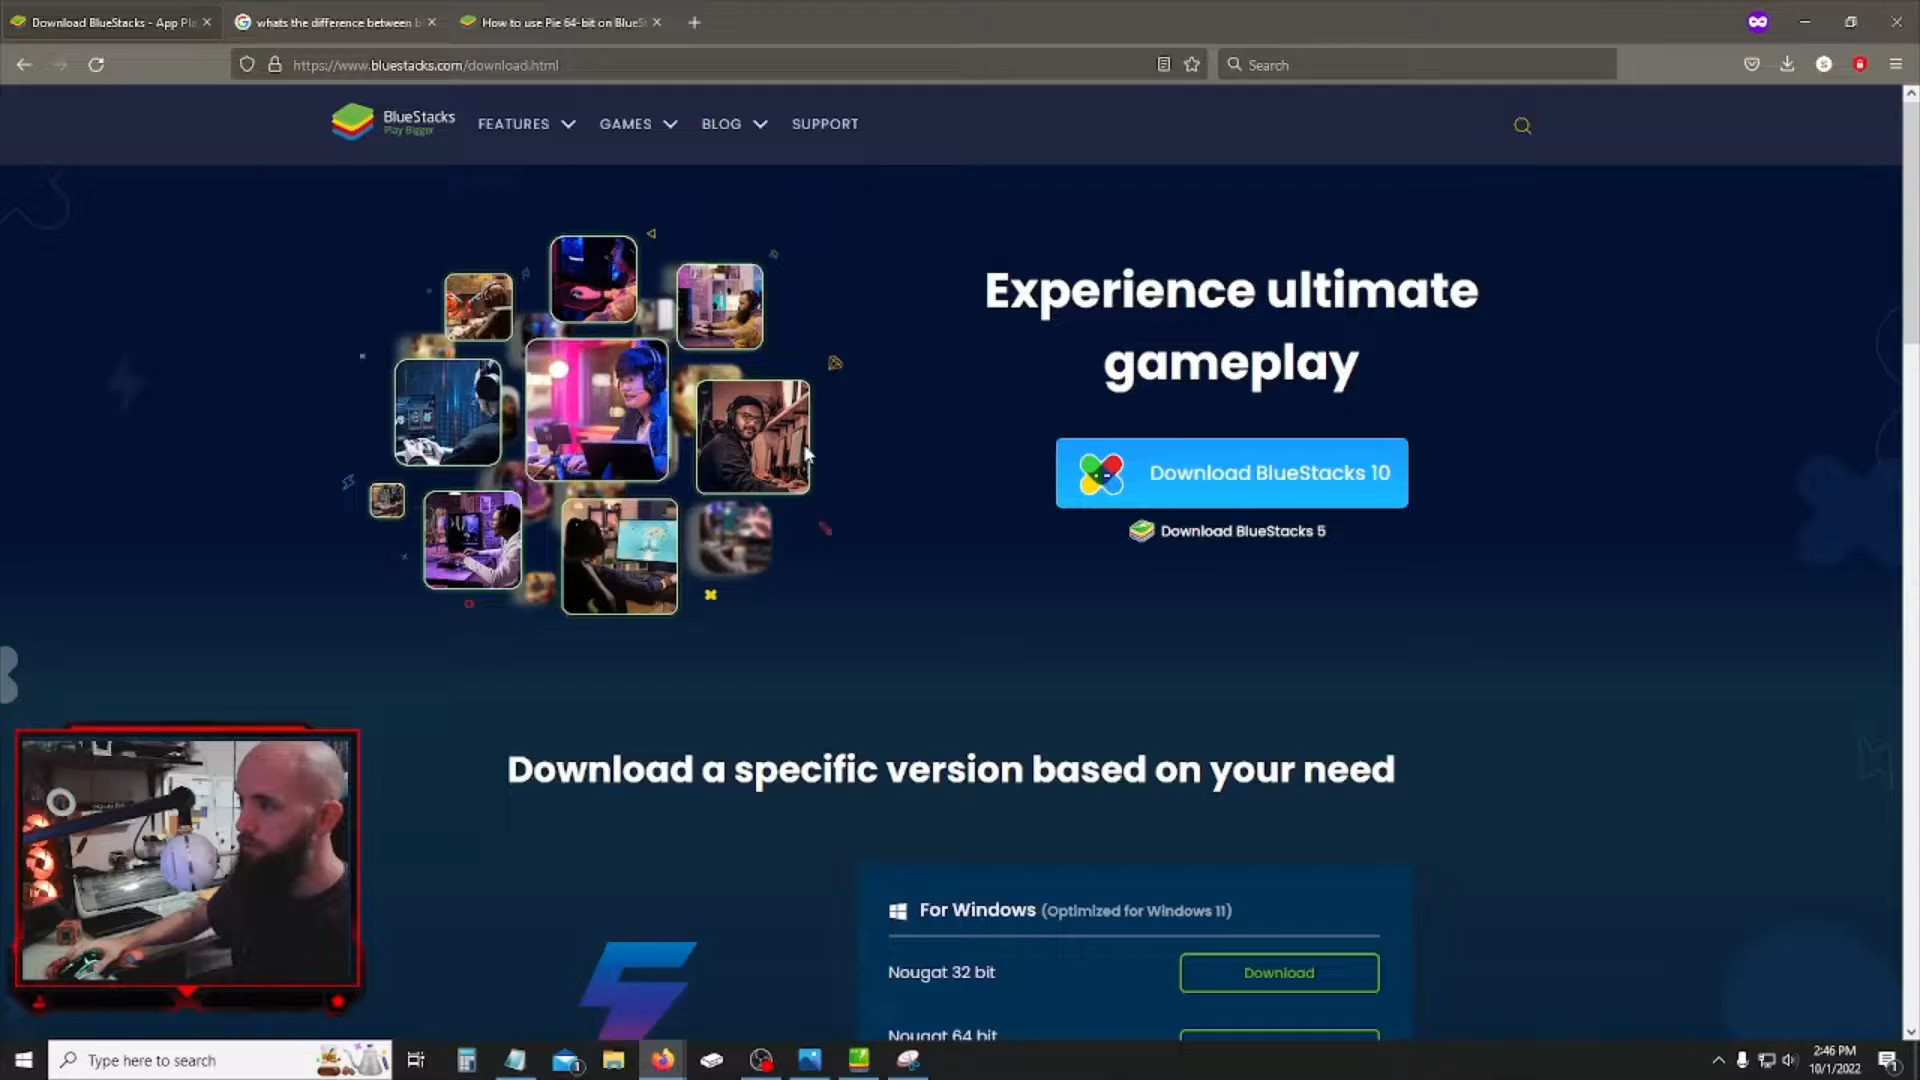 Download BlueStacks - App Pla
whats the difference between b
How to use Pie 64-bit on BlueS
https://www.bluestacks.com/download.html
Search
BlueStacks
Play Bigger
FEATURES
GAMES
BLOG
SUPPORT
Experience ultimate
gameplay
Download BlueStacks 10
Download BlueStacks 5
Download a specific version based on your need
For Windows (Optimized for Windows 11)
Nougat 32 bit
Download
Nougat 64 bit
Type here to search
1
2:46 PM
10/1/2022
1